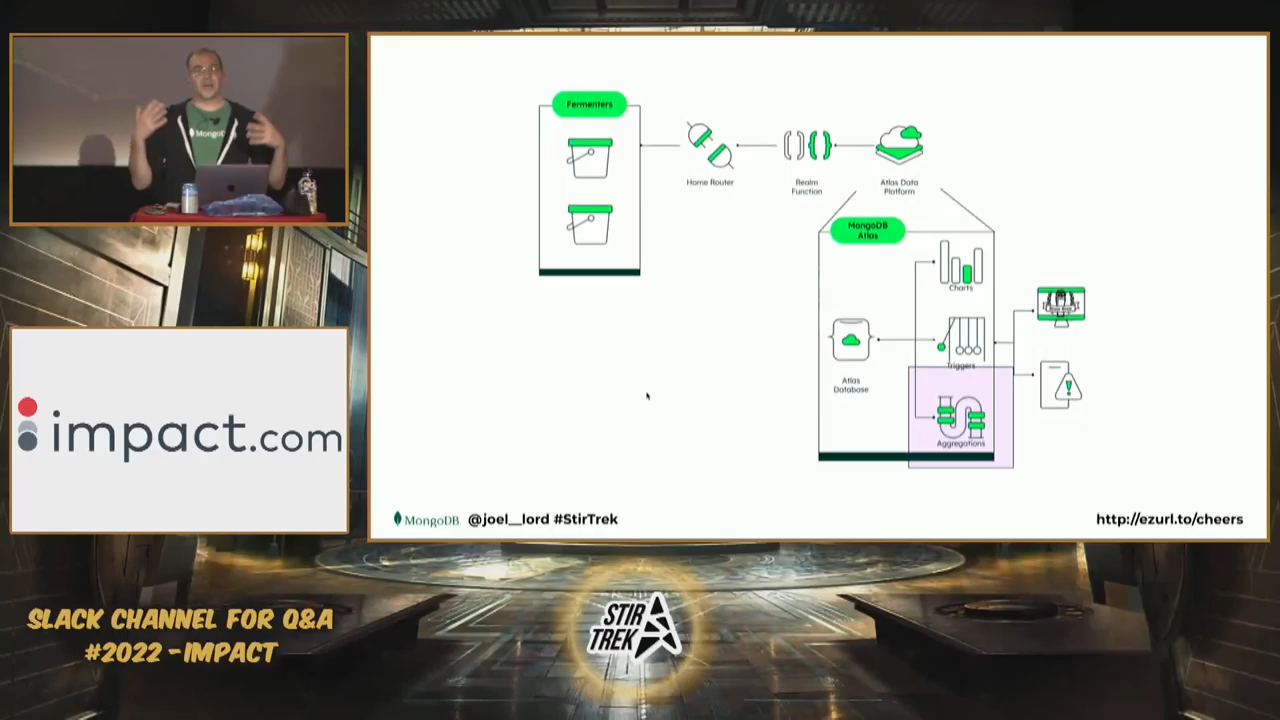 MongoDB
Fermenters
Home Router
Realm
Function
Atlas Data
Platform
MongoDB
Atlas
Charts
Atlas
Database
Triggers
Aggregations
MongoDB. @joel__lord #StirTrek
http://ezurl.to/cheers
impact.com
SLACK CHANNEL FOR Q&A
#2022 - IMPACT
STIR
TREK